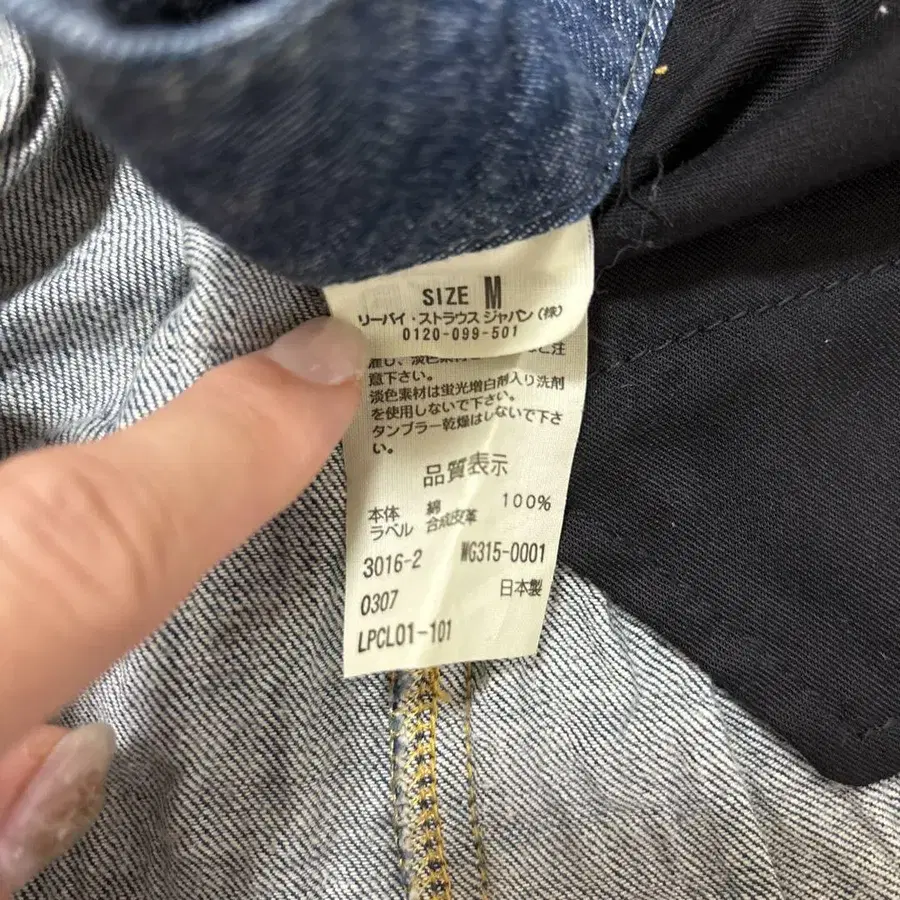 SIZE M
リーバイ・ストラウス ジャパン(株)
0120-099-501
意下さい。
淡色素材は蛍光増白剤入り洗剤
を使用しないで下さい。
タンブラー乾燥はしないで下さ
い。
品質表示
本体 綿 100%
ラベル 合成皮革
3016-2 WG315-0001
0307 日本製
LPCL01-101